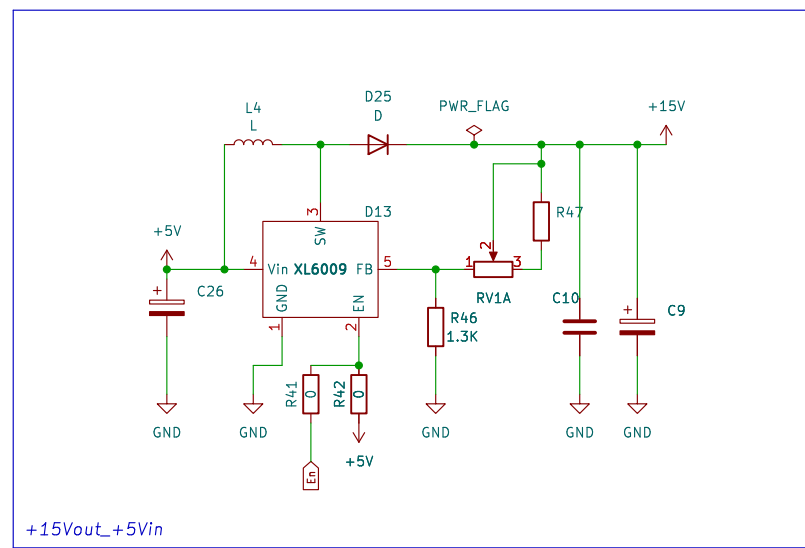 D25
D
PWR_FLAG
+15V
L4
L
3
D13
SW
R47
+5V
2
4
Vin
XL6009
FB
5
1
3
C26
+
GND
EN
RV1A
C10
C9
+
1
2
R46
1.3K
R41
0
R42
0
GND
GND
GND
GND
GND
+5V
En
+15Vout_+5Vin